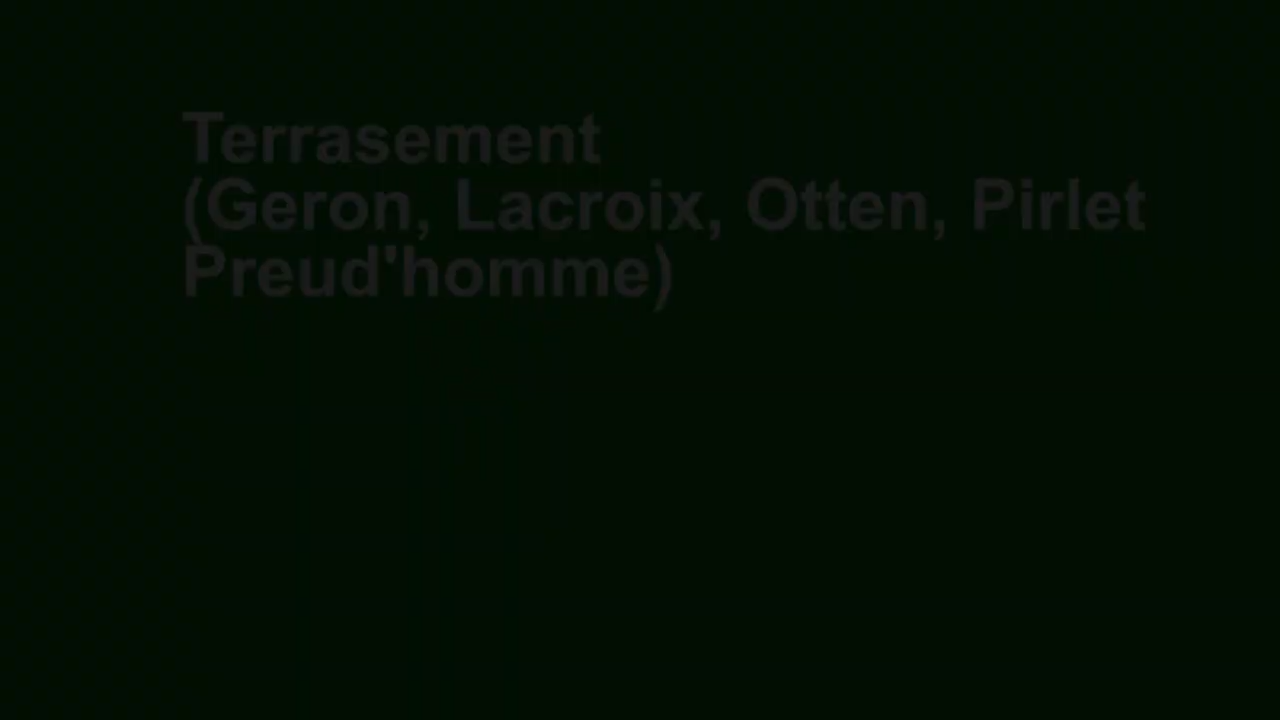 Terrasement
(Geron, Lacroix, Otten, Pirlet
Preud'homme)